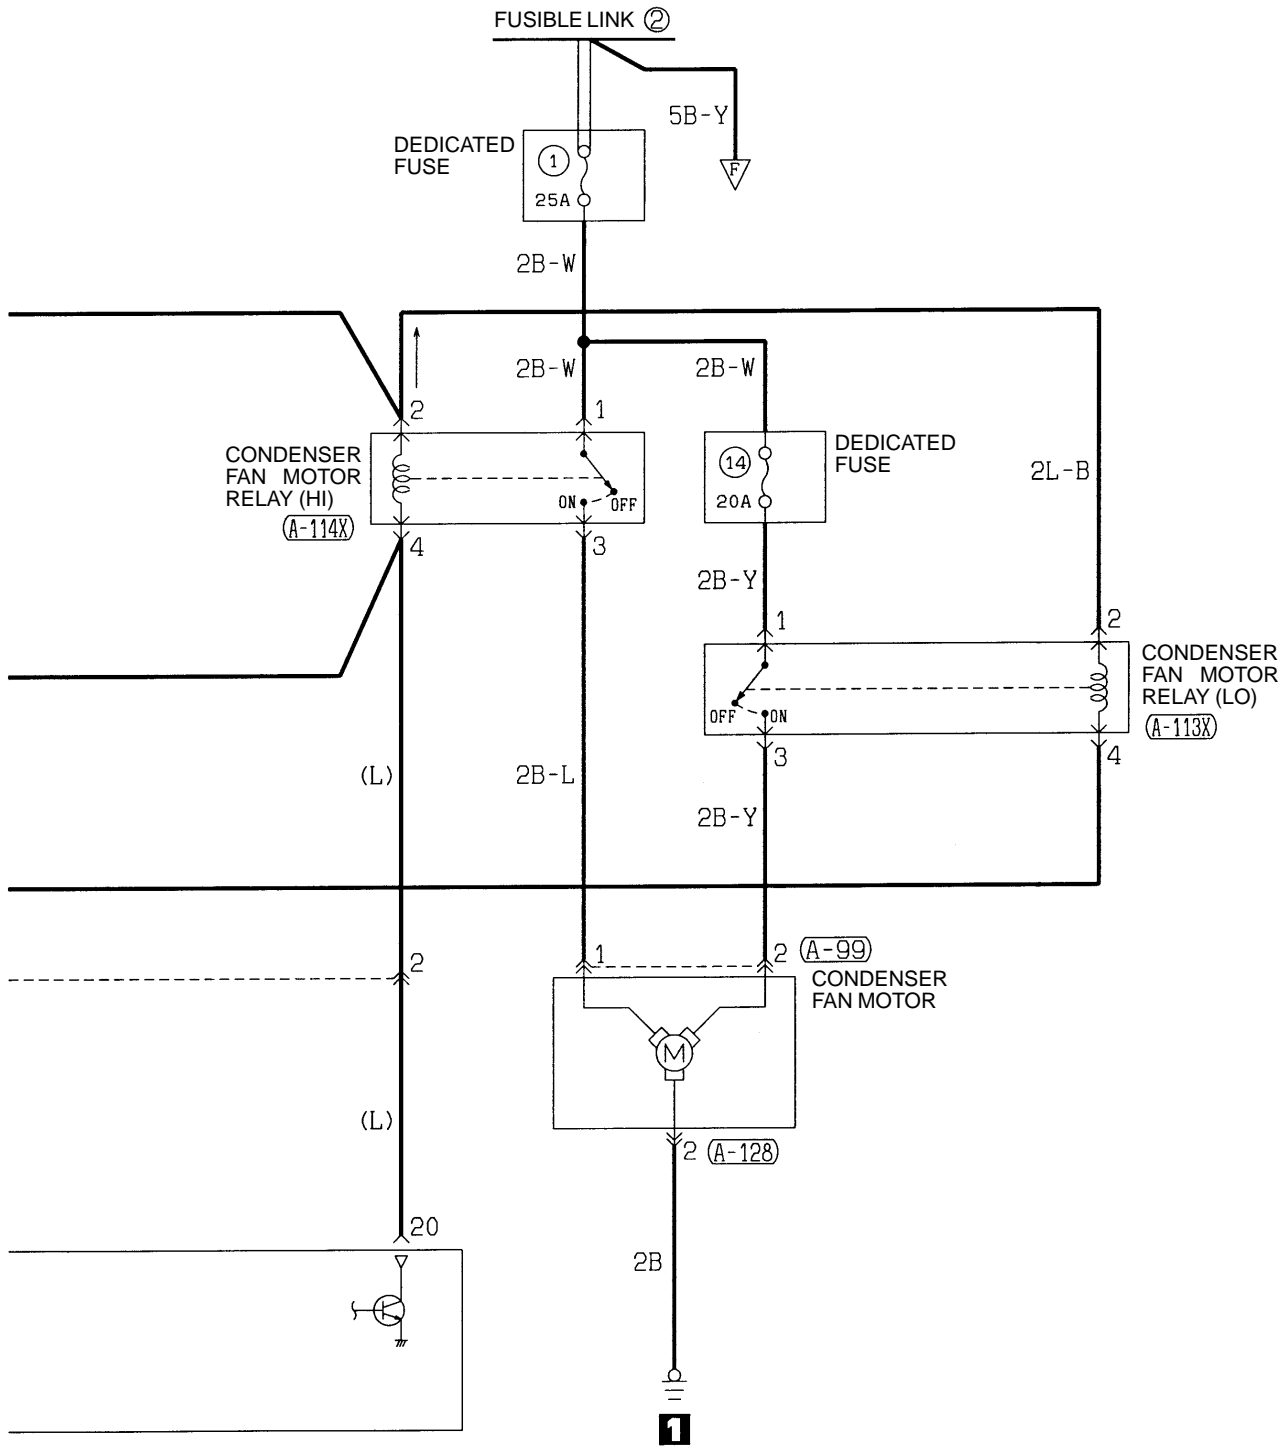 FUSIBLE LINK ②
5B-Y
DEDICATED
FUSE
1
25A
F
2B-W
2B-W
2B-W
2
1
CONDENSER
FAN MOTOR
RELAY (HI)
A-114X
ON
OFF
4
3
14
20A
DEDICATED
FUSE
2L-B
2B-Y
1
2
CONDENSER
FAN MOTOR
RELAY (LO)
A-113X
OFF
ON
3
4
(L)
2B-L
2B-Y
2
1
2
A-99
CONDENSER
FAN MOTOR
M
(L)
2
A-128
20
2B
1